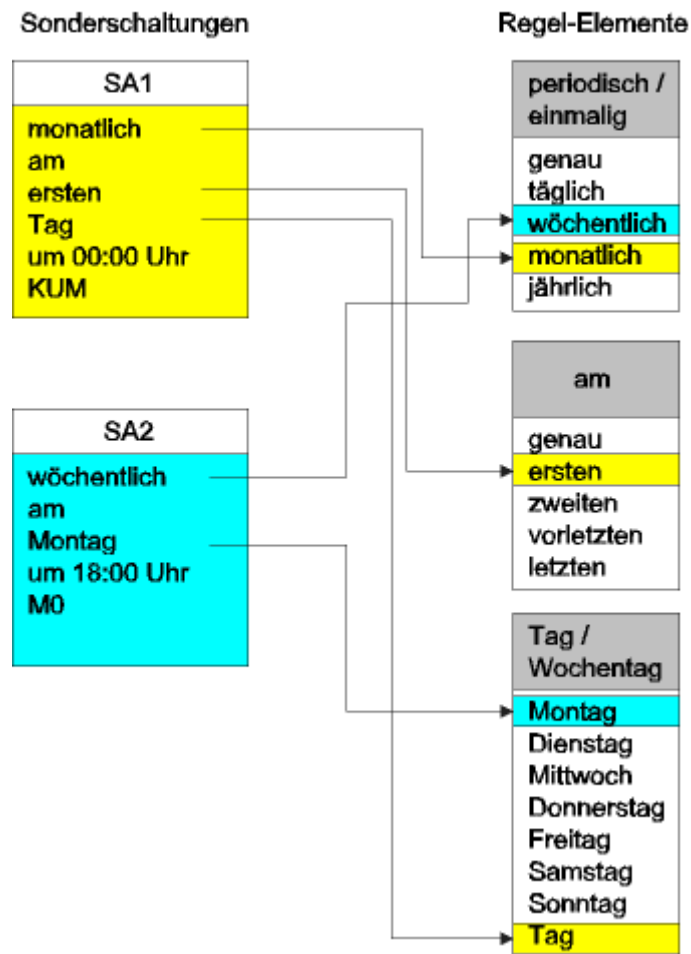 Sonderschaltungen
SA1
monatlich
am
ersten
Tag
um 00:00 Uhr
KUM
SA2
wöchentlich
am
Montag
um 18:00 Uhr
M0
Regel-Elemente
periodisch /
einmalig
genau
täglich
wöchentlich
monatlich
jährlich
am
genau
ersten
zweiten
vorletzten
letzten
Tag /
Wochentag
Montag
Dienstag
Mittwoch
Donnerstag
Freitag
Samstag
Sonntag
Tag